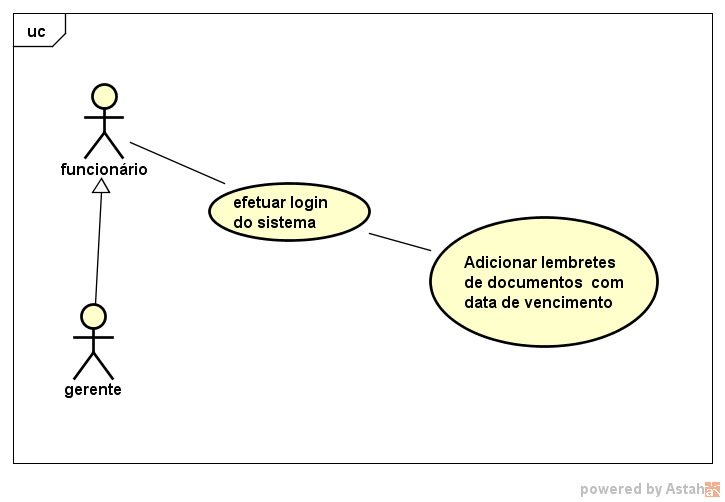 uc
funcionário
efetuar login
do sistema
Adicionar lembretes
de documentos com
data de vencimento
gerente
powered by Astah